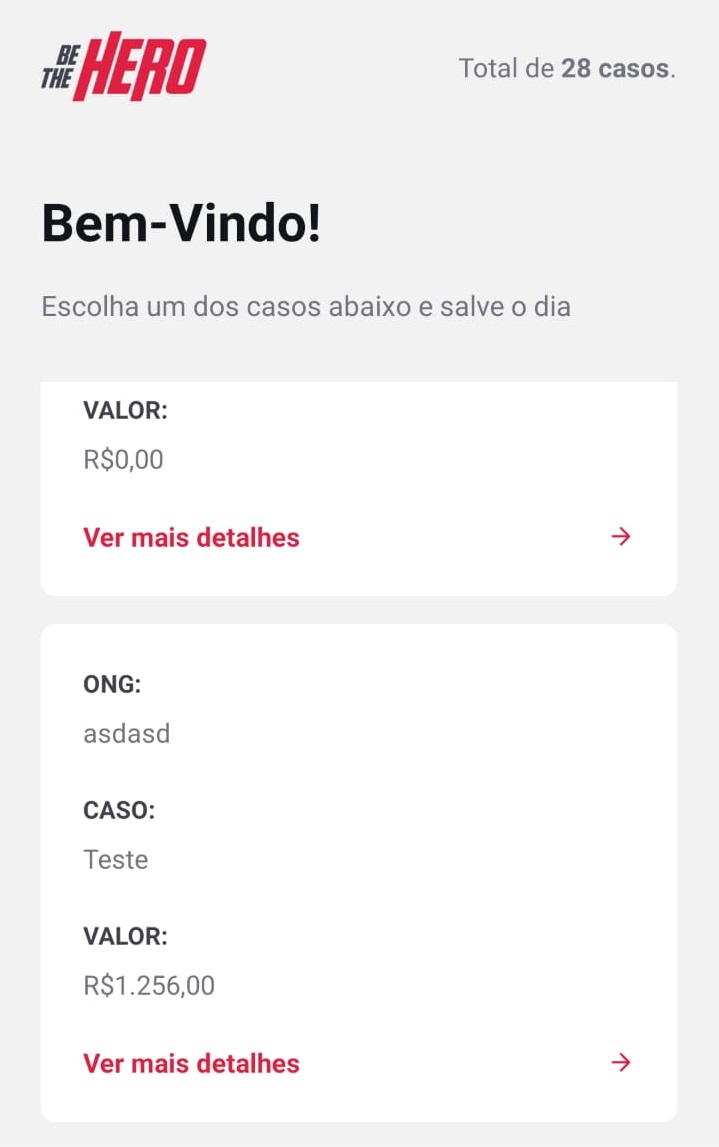 BE
THE HERO
Total de 28 casos.
Bem-Vindo!
Escolha um dos casos abaixo e salve o dia
VALOR:
R$0,00
Ver mais detalhes →
ONG:
asdasd
CASO:
Teste
VALOR:
R$1.256,00
Ver mais detalhes →